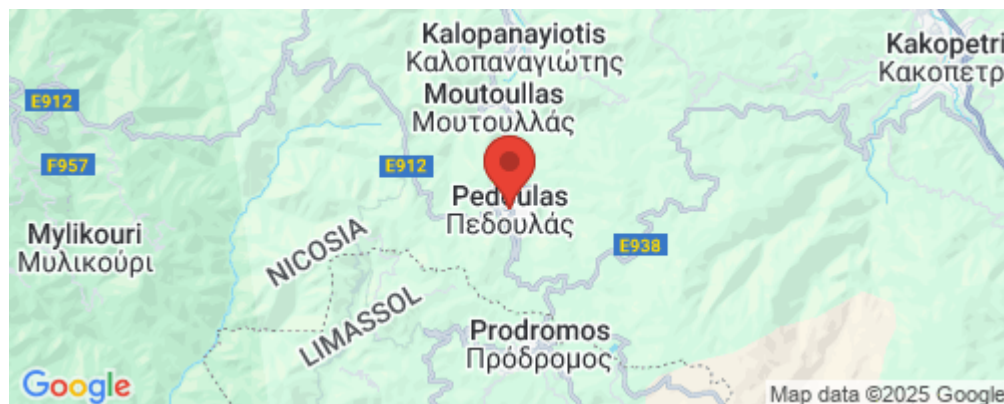 Kalopanayiotis
Καλοπαναγιώτης
Kakopetri
Κακοπετρ
Moutoullas
Μουτουλλάς
E912
E912
F957
Pedoulas
Πεδουλάς
Mylikouri
Μυλικούρι
NICOSIA
E938
LIMASSOL
Prodromos
Πρόδρομος
Google
Map data ©2025 Google